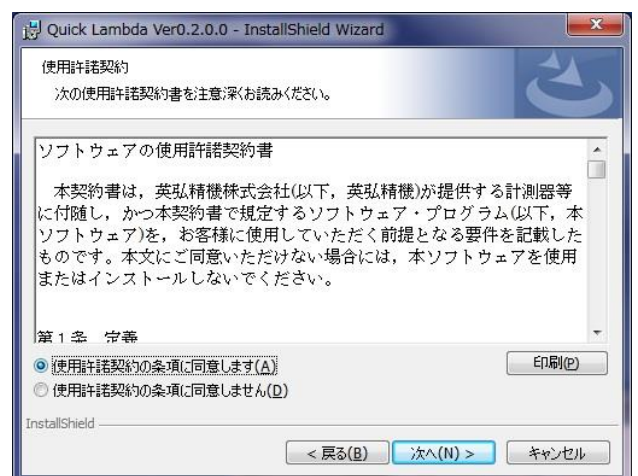 Quick Lambda Ver0.2.0.0 - InstallShield Wizard
使用許諾契約
次の使用許諾契約書を注意深くお読みください。
ソフトウェアの使用許諾契約書
本契約書は，英弘精機株式会社(以下，英弘精機)が提供する計測器等
に付随し，かつ本契約書で規定するソフトウェア・プログラム(以下，本
ソフトウェア)を，お客様に使用していただく前提となる要件を記載した
ものです。本文にご同意いただけない場合には，本ソフトウェアを使用
またはインストールしないでください。
第１条 定義
使用許諾契約の条項に同意します(A)
印刷(P)
使用許諾契約の条項に同意しません(D)
InstallShield
< 戻る(B)
次へ(N) >
キャンセル